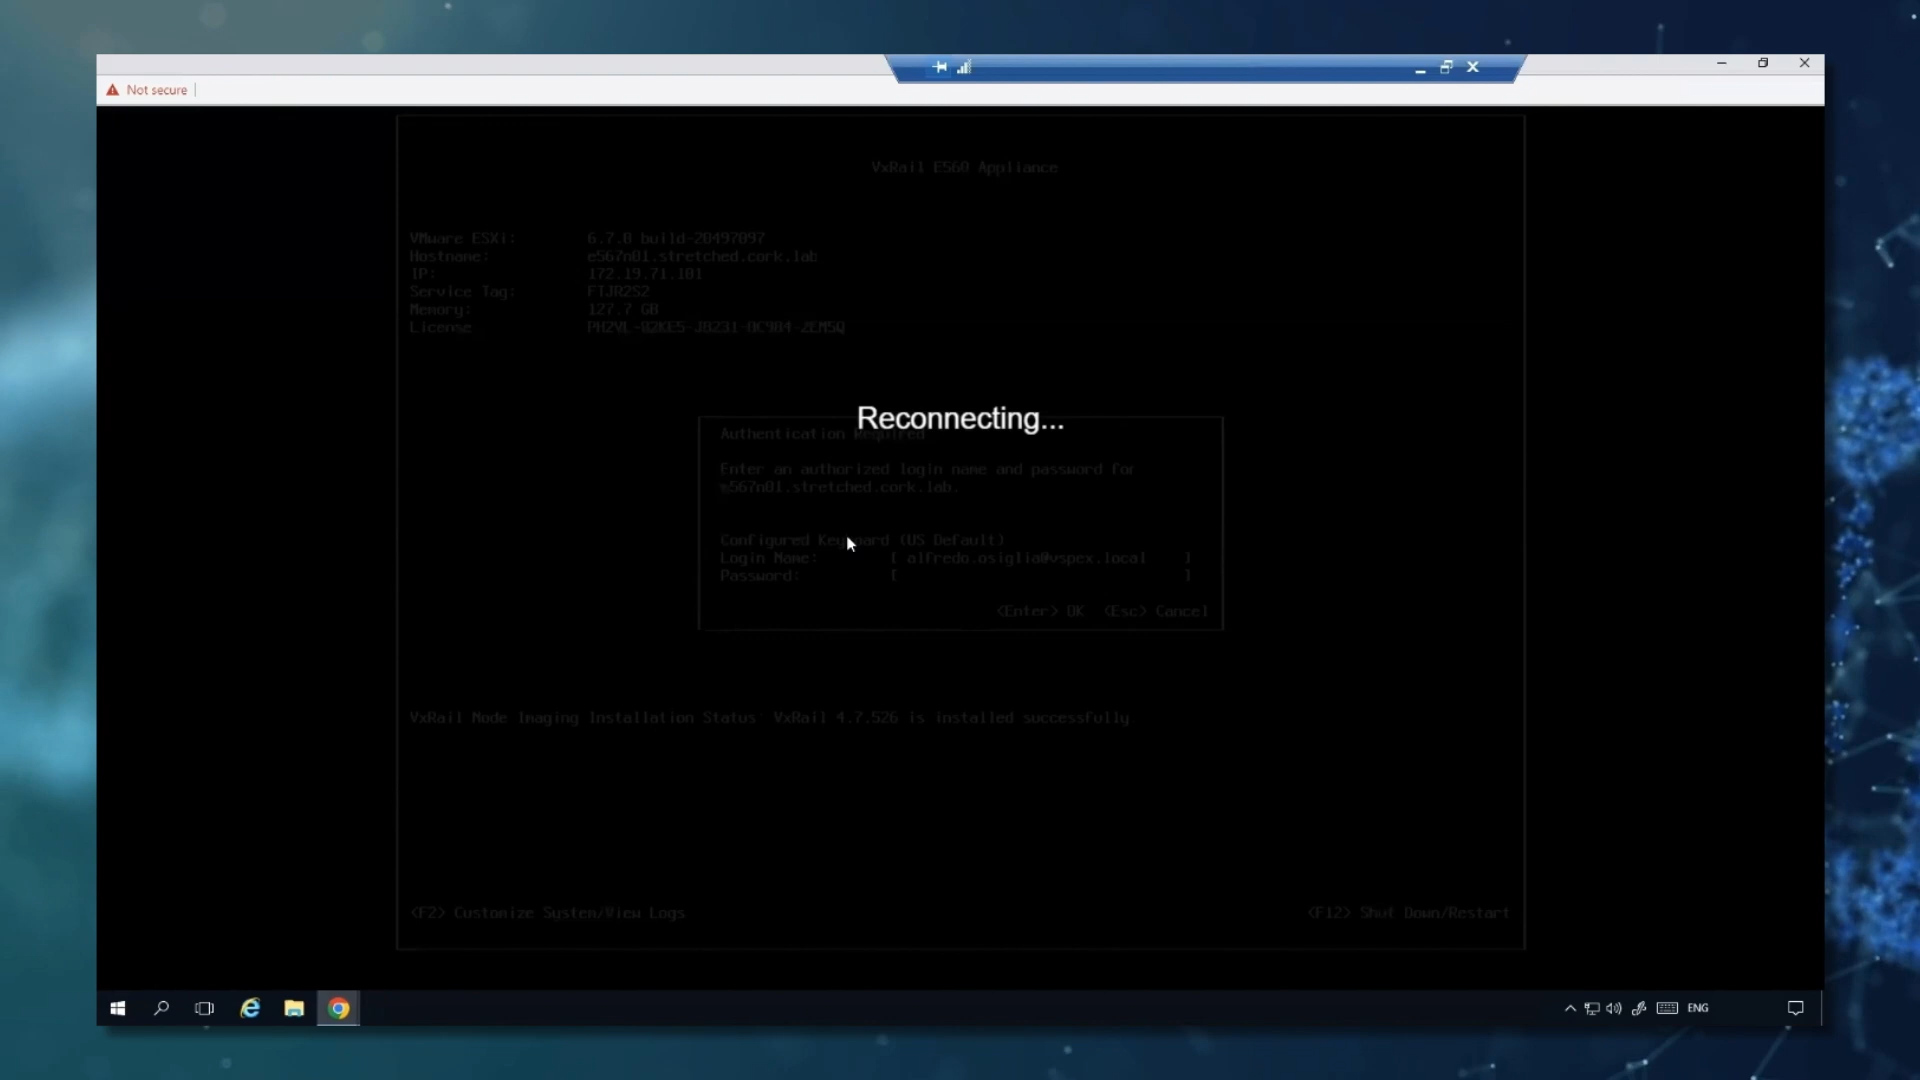 Not secure
VxRail E560 Appliance
VMware ESXi: 6.7.0 build-20497097
Hostname: e567n01.stretched.cork.lab
IP: 172.19.71.101
Service Tag: FTJR2S2
Memory: 127.7 GB
License
Reconnecting...
Authentication Required
Enter an authorized login name and password for
e567n01.stretched.cork.lab.
Configured Keyboard (US Default)
Login Name: [ alfredo.osiglia@vspex.local ]
Password: [ ]
<Enter> OK <Esc> Cancel
VxRail Node Imaging Installation Status: VxRail 4.7.526 is installed successfully
<F2> Customize System/View Logs
<F12> Shut Down/Restart
ENG